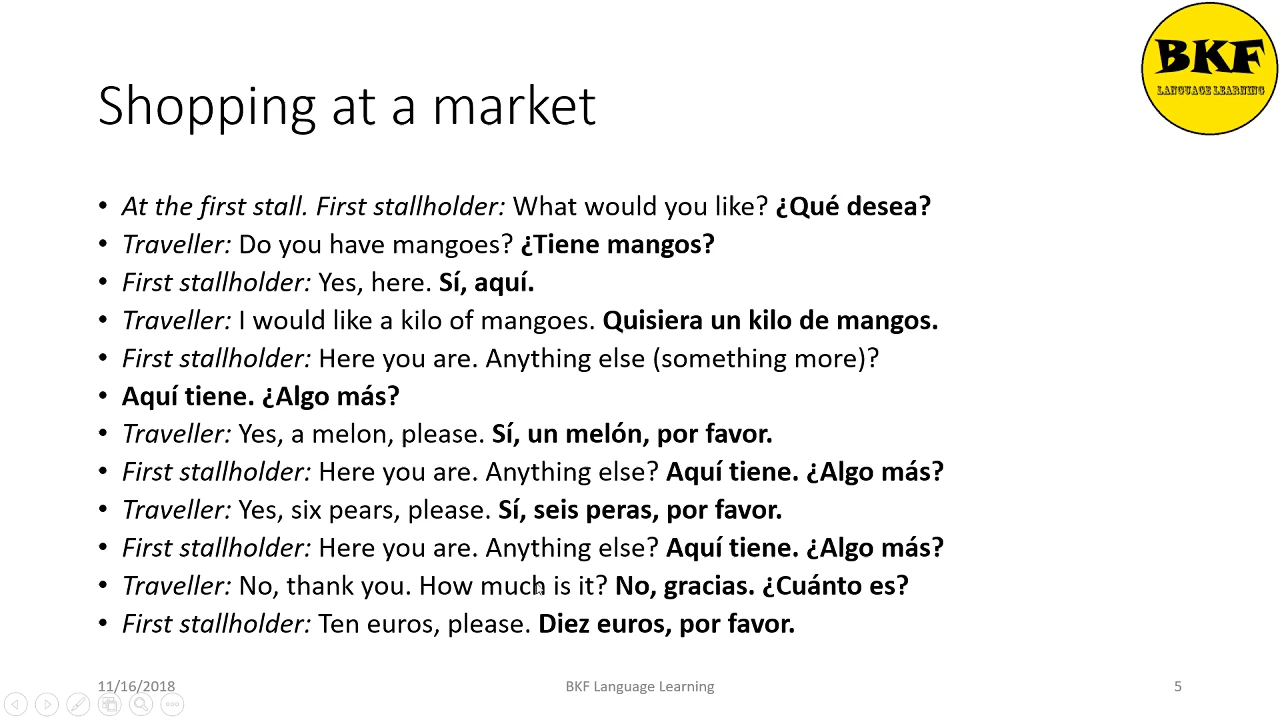 BKF
LANGUAGE LEARNING
Shopping at a market
• At the first stall. First stallholder: What would you like? ¿Qué desea?
• Traveller: Do you have mangoes? ¿Tiene mangos?
• First stallholder: Yes, here. Sí, aquí.
• Traveller: I would like a kilo of mangoes. Quisiera un kilo de mangos.
• First stallholder: Here you are. Anything else (something more)?
• Aquí tiene. ¿Algo más?
• Traveller: Yes, a melon, please. Sí, un melón, por favor.
• First stallholder: Here you are. Anything else? Aquí tiene. ¿Algo más?
• Traveller: Yes, six pears, please. Sí, seis peras, por favor.
• First stallholder: Here you are. Anything else? Aquí tiene. ¿Algo más?
• Traveller: No, thank you. How much is it? No, gracias. ¿Cuánto es?
• First stallholder: Ten euros, please. Diez euros, por favor.
11/16/2018
BKF Language Learning
5